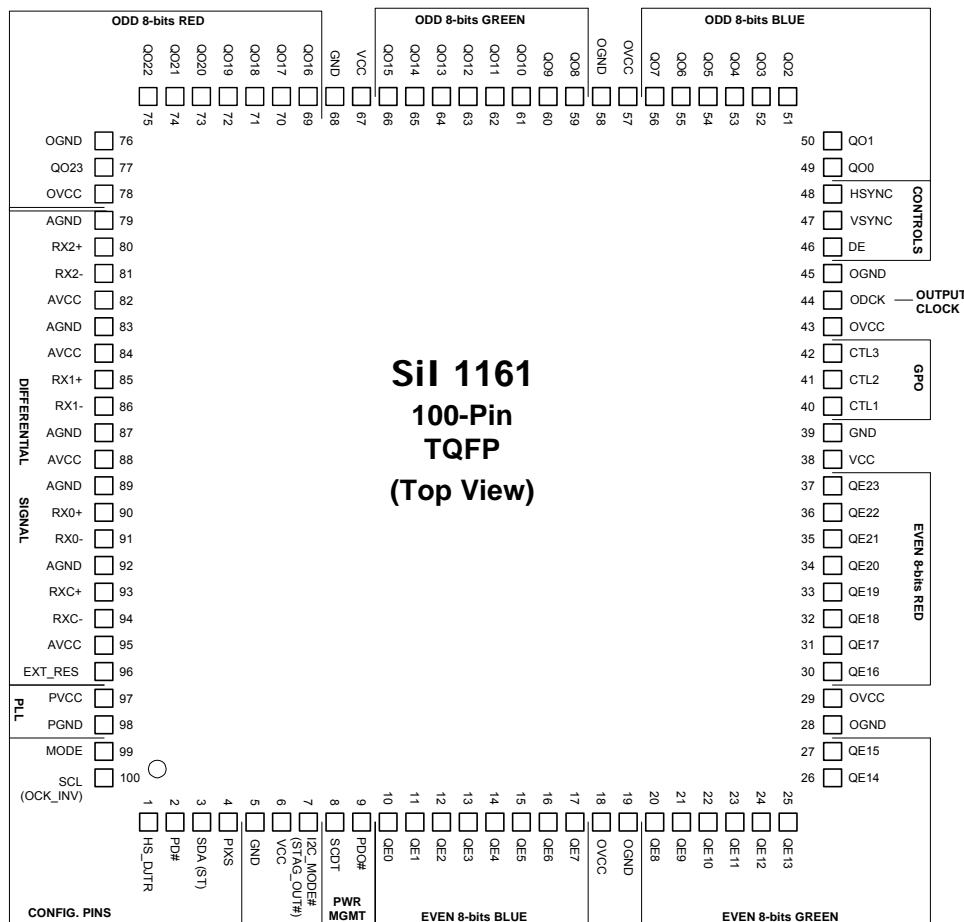 ODD 8-bits RED
ODD 8-bits GREEN
ODD 8-bits BLUE
QO22
QO21
QO20
QO19
QO18
QO17
QO16
GND
VCC
QO15
QO14
QO13
QO12
QO11
QO10
QO9
QO8
OGND
OVCC
QO7
QO6
QO5
QO4
QO3
QO2
75
74
73
72
71
70
69
68
67
66
65
64
63
62
61
60
59
58
57
56
55
54
53
52
51
OGND 76
QO23 77
OVCC 78
AGND 79
RX2+ 80
RX2- 81
AVCC 82
AGND 83
AVCC 84
RX1+ 85
RX1- 86
AGND 87
AVCC 88
AGND 89
RX0+ 90
RX0- 91
AGND 92
RXC+ 93
RXC- 94
AVCC 95
EXT_RES 96
PVCC 97
PGND 98
MODE 99
SCL 100
(OCK_INV)
DIFFERENTIAL SIGNAL
PLL
SiI 1161
100-Pin
TQFP
(Top View)
50 QO1
49 QO0
48 HSYNC
47 VSYNC
46 DE
45 OGND
44 ODCK
43 OVCC
42 CTL3
41 CTL2
40 CTL1
39 GND
38 VCC
37 QE23
36 QE22
35 QE21
34 QE20
33 QE19
32 QE18
31 QE17
30 QE16
29 OVCC
28 OGND
27 QE15
26 QE14
CONTROLS
OUTPUT
CLOCK
GPO
EVEN 8-bits RED
1
2
3
4
5
6
7
8
9
10
11
12
13
14
15
16
17
18
19
20
21
22
23
24
25
HS_DJTR
PD#
SDA (ST)
PIXS
GND
VCC
I2C_MODE#
(STAG_OUT#)
SCDT
PDO#
QE0
QE1
QE2
QE3
QE4
QE5
QE6
QE7
OVCC
OGND
QE8
QE9
QE10
QE11
QE12
QE13
CONFIG. PINS
PWR
MGMT
EVEN 8-bits BLUE
EVEN 8-bits GREEN